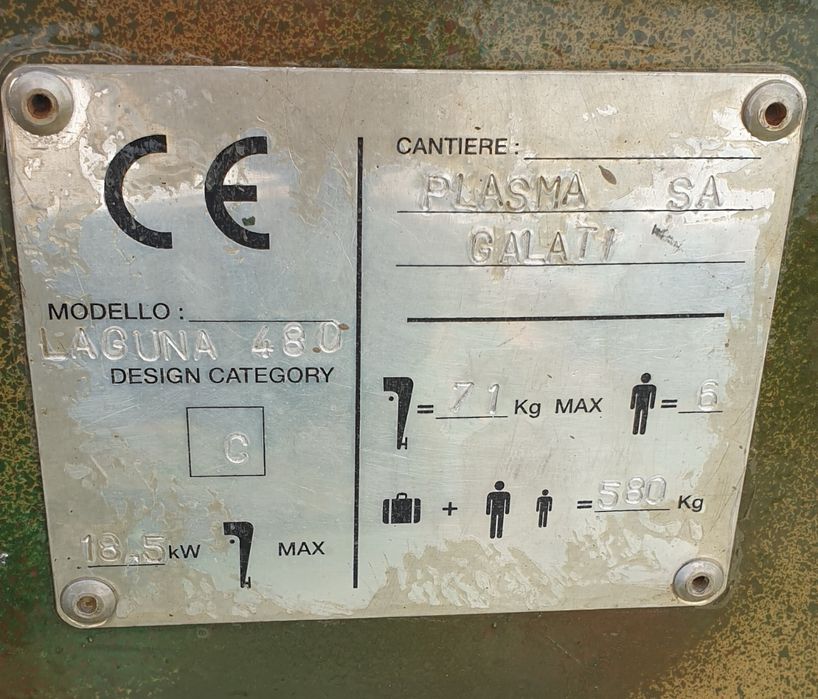 CE
MODELLO :
LAGUNA 480
DESIGN CATEGORY
C
18.5 kW MAX
CANTIERE :
PLASMA SA
GALATI
= 71 Kg MAX = 6
+ = 580 Kg